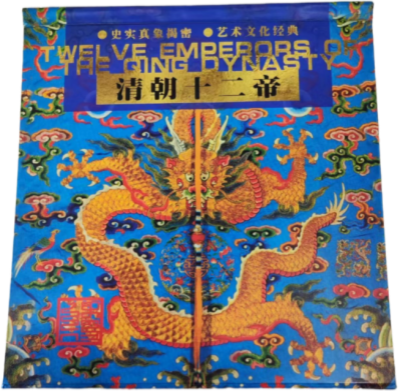 ●史实真象揭密 ●艺术文化经典
TWELVE EMPERORS OF
THE QING DYNASTY
清朝十二帝